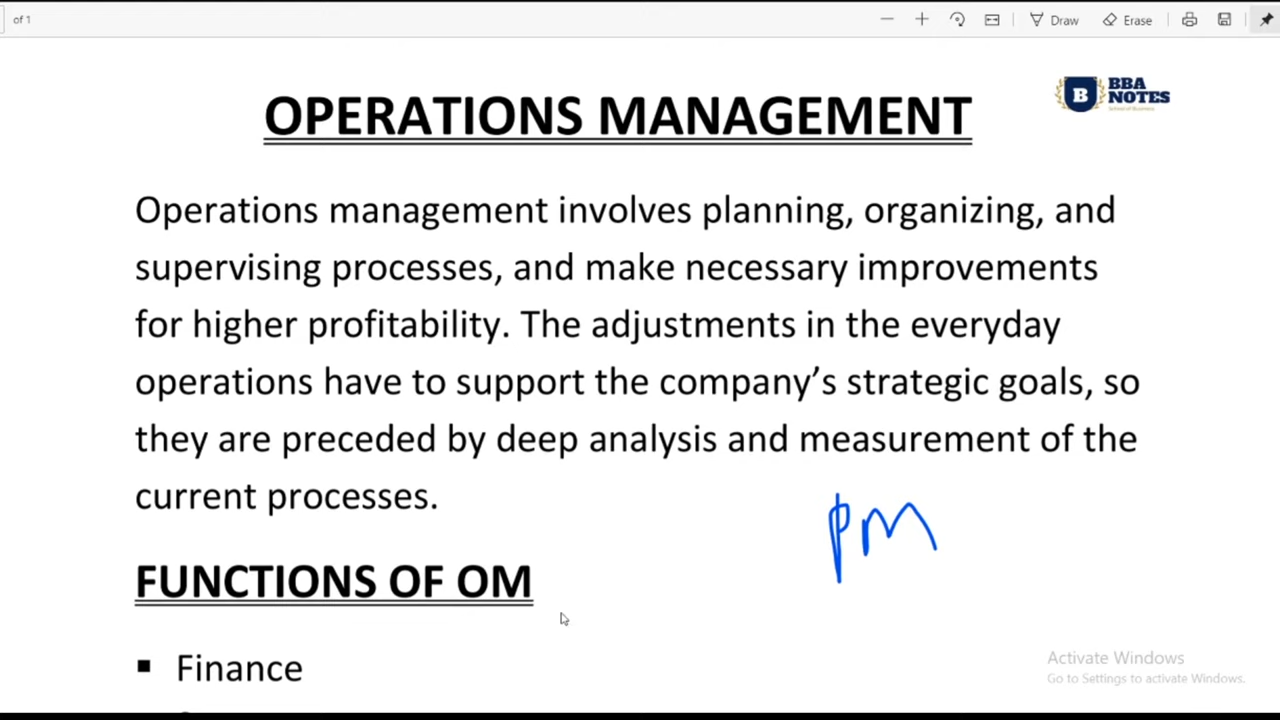 of 1
Draw
Erase
BBA
NOTES
School of Business
OPERATIONS MANAGEMENT
Operations management involves planning, organizing, and
supervising processes, and make necessary improvements
for higher profitability. The adjustments in the everyday
operations have to support the company’s strategic goals, so
they are preceded by deep analysis and measurement of the
current processes.
PM
FUNCTIONS OF OM
▪ Finance
Activate Windows
Go to Settings to activate Windows.